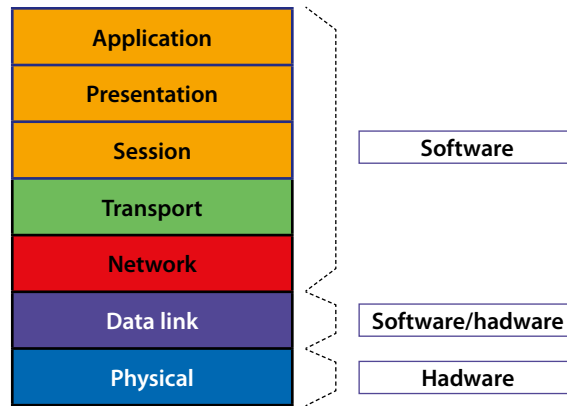 Application
Presentation
Session
Software
Transport
Network
Data link
Software/hadware
Physical
Hadware